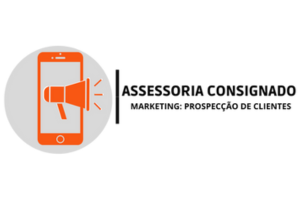 ASSESSORIA CONSIGNADO
MARKETING: PROSPECÇÃO DE CLIENTES